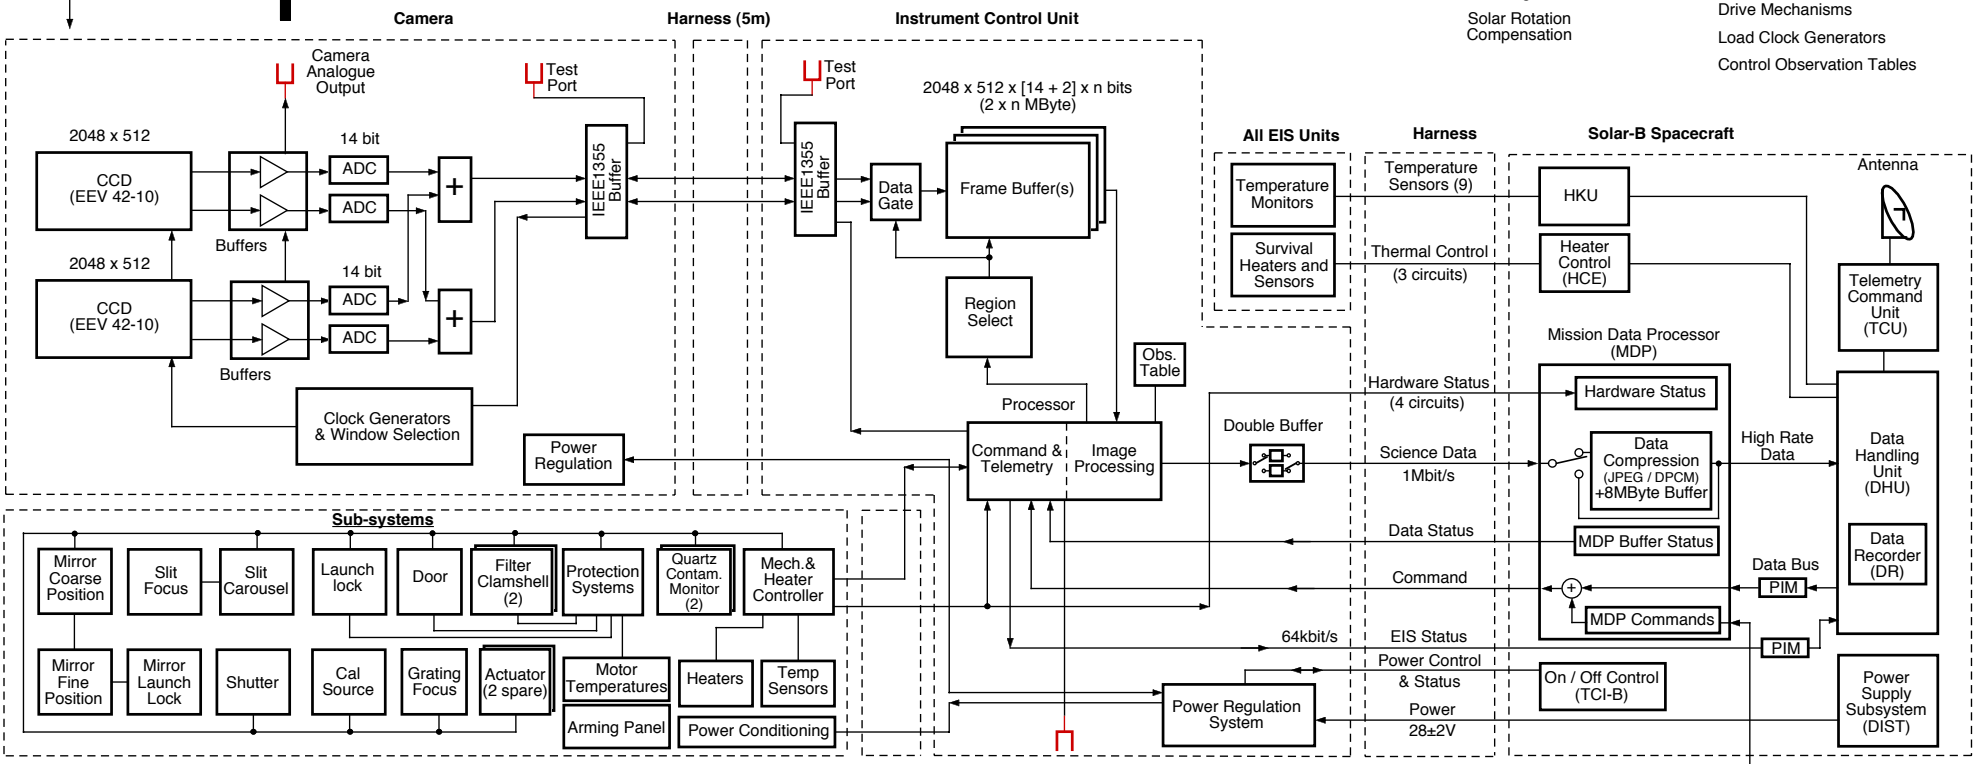 Camera
Harness (5m)
Instrument Control Unit
Solar Rotation
Compensation
Drive Mechanisms
Load Clock Generators
Control Observation Tables
Camera
Analogue
Output
Test
Port
Test
Port
2048 x 512 x [14 + 2] x n bits
(2 x n MByte)
2048 x 512
14 bit
CCD
(EEV 42-10)
ADC
ADC
+
Buffers
IEEE1355
Buffer
IEEE1355
Buffer
Data
Gate
Frame Buffer(s)
2048 x 512
14 bit
CCD
(EEV 42-10)
ADC
ADC
+
Buffers
Region
Select
Clock Generators
& Window Selection
Power
Regulation
Processor
Obs.
Table
Command &
Telemetry
Image
Processing
Double Buffer
All EIS Units
Harness
Solar-B Spacecraft
Temperature
Monitors
Temperature
Sensors (9)
HKU
Antenna
Survival
Heaters and
Sensors
Thermal Control
(3 circuits)
Heater
Control
(HCE)
Telemetry
Command
Unit
(TCU)
Mission Data Processor
(MDP)
Hardware Status
(4 circuits)
Hardware Status
Science Data
1Mbit/s
Data
Compression
(JPEG / DPCM)
+8MByte Buffer
High Rate
Data
Data
Handling
Unit
(DHU)
Data Status
MDP Buffer Status
Data
Recorder
(DR)
Command
+
Data Bus
PIM
MDP Commands
64kbit/s
EIS Status
PIM
Power Control
& Status
On / Off Control
(TCI-B)
Power
Supply
Subsystem
(DIST)
Power Regulation
System
Power
28±2V
Sub-systems
Mirror
Coarse
Position
Slit
Focus
Slit
Carousel
Launch
lock
Door
Filter
Clamshell
(2)
Protection
Systems
Quartz
Contam.
Monitor
(2)
Mech.&
Heater
Controller
Mirror
Fine
Position
Mirror
Launch
Lock
Shutter
Cal
Source
Grating
Focus
Actuator
(2 spare)
Motor
Temperatures
Heaters
Temp
Sensors
Arming Panel
Power Conditioning